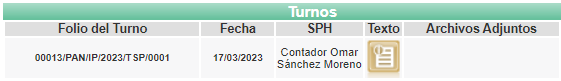 Turnos
Folio del Turno Fecha SPH Texto Archivos Adjuntos
00013/PAN/IP/2023/TSP/0001 17/03/2023 Contador Omar
Sánchez Moreno